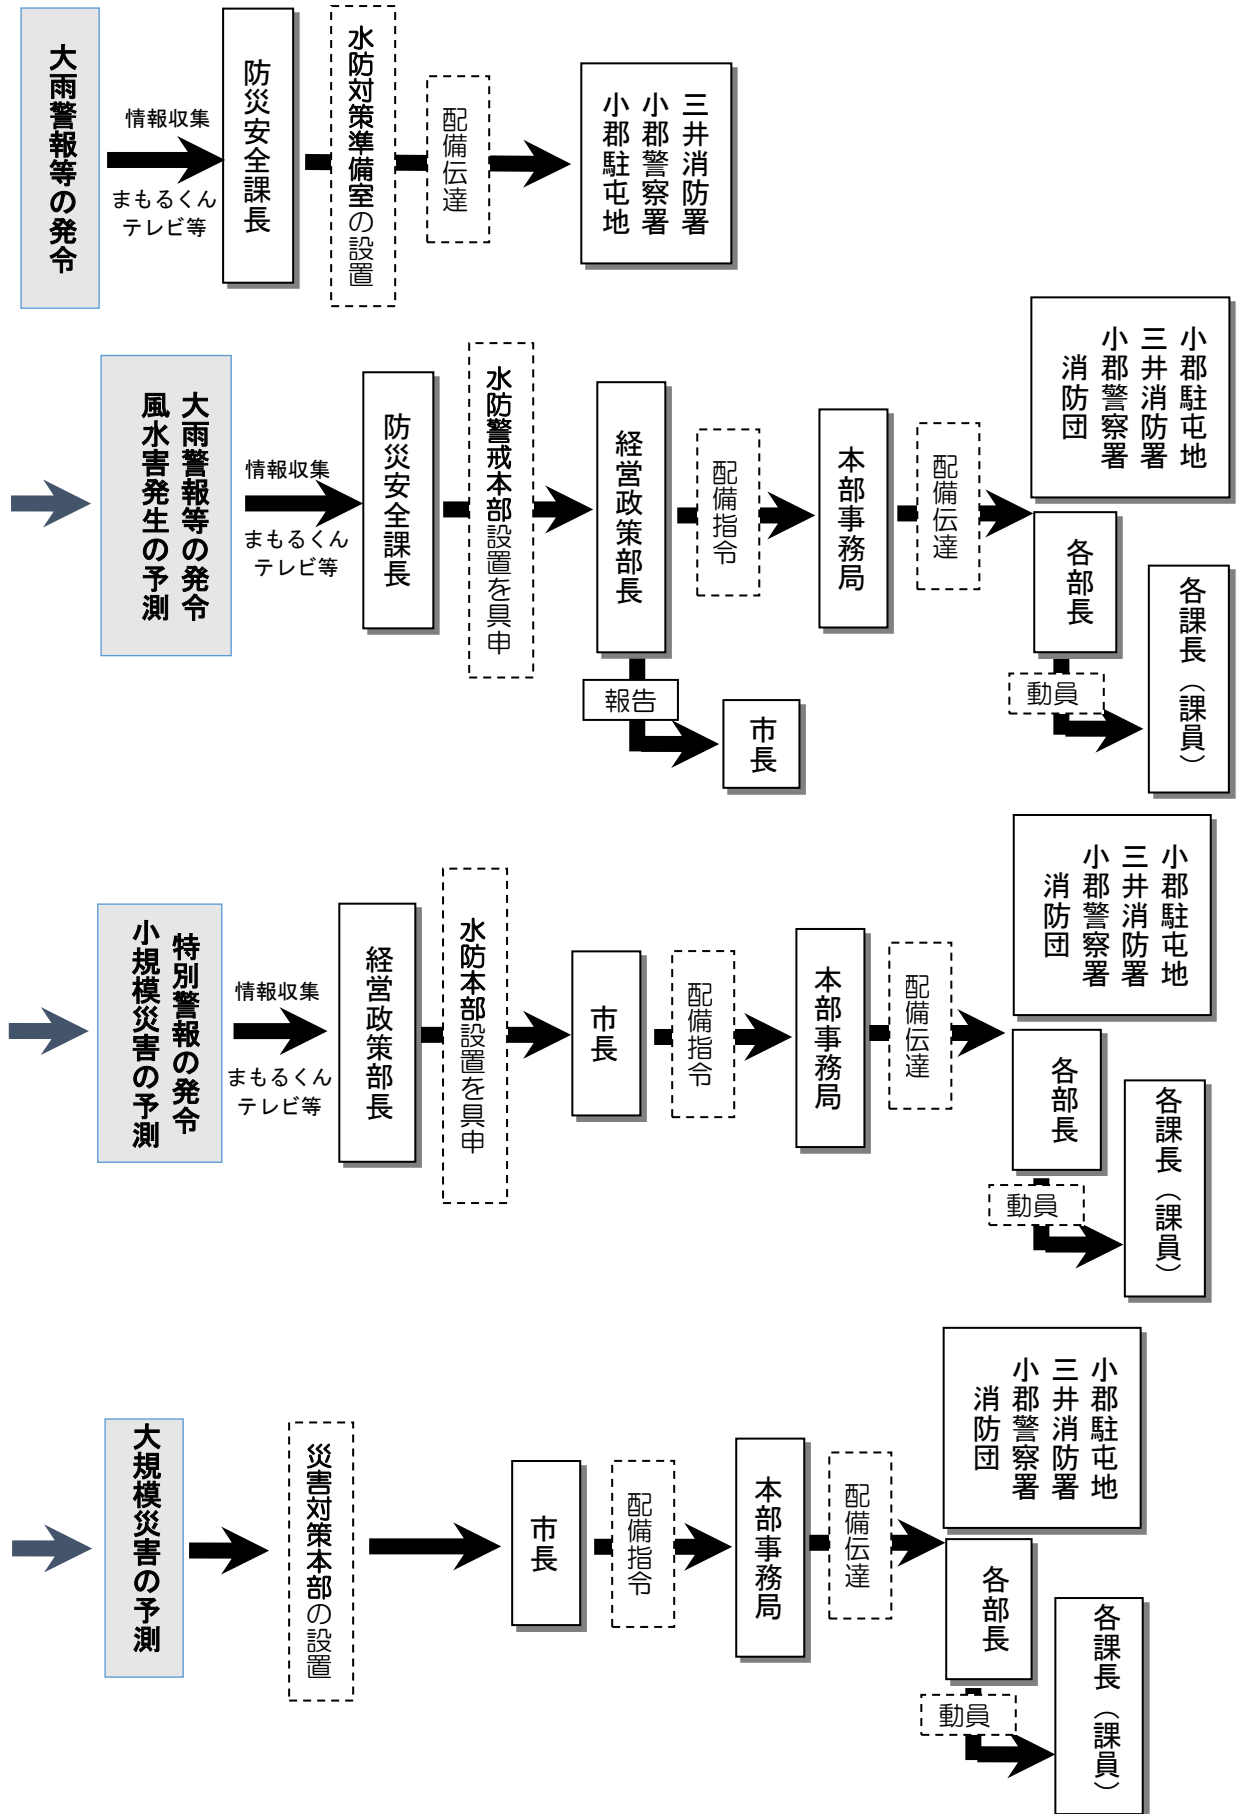 大雨警報等の発令
情報収集
まもるくん
テレビ等
防災安全課長
水防対策準備室の設置
配備伝達
三井消防署
小郡警察署
小郡駐屯地
大雨警報等の発令
風水害発生の予測
情報収集
まもるくん
テレビ等
防災安全課長
水防警戒本部設置を具申
経営政策部長
報告
市長
配備指令
本部事務局
配備伝達
小郡駐屯地
三井消防署
小郡警察署
消防団
各部長
動員
各課長（課員）
特別警報の発令
小規模災害の予測
情報収集
まもるくん
テレビ等
経営政策部長
水防本部設置を具申
市長
配備指令
本部事務局
配備伝達
小郡駐屯地
三井消防署
小郡警察署
消防団
各部長
動員
各課長（課員）
大規模災害の予測
災害対策本部の設置
市長
配備指令
本部事務局
配備伝達
小郡駐屯地
三井消防署
小郡警察署
消防団
各部長
動員
各課長（課員）